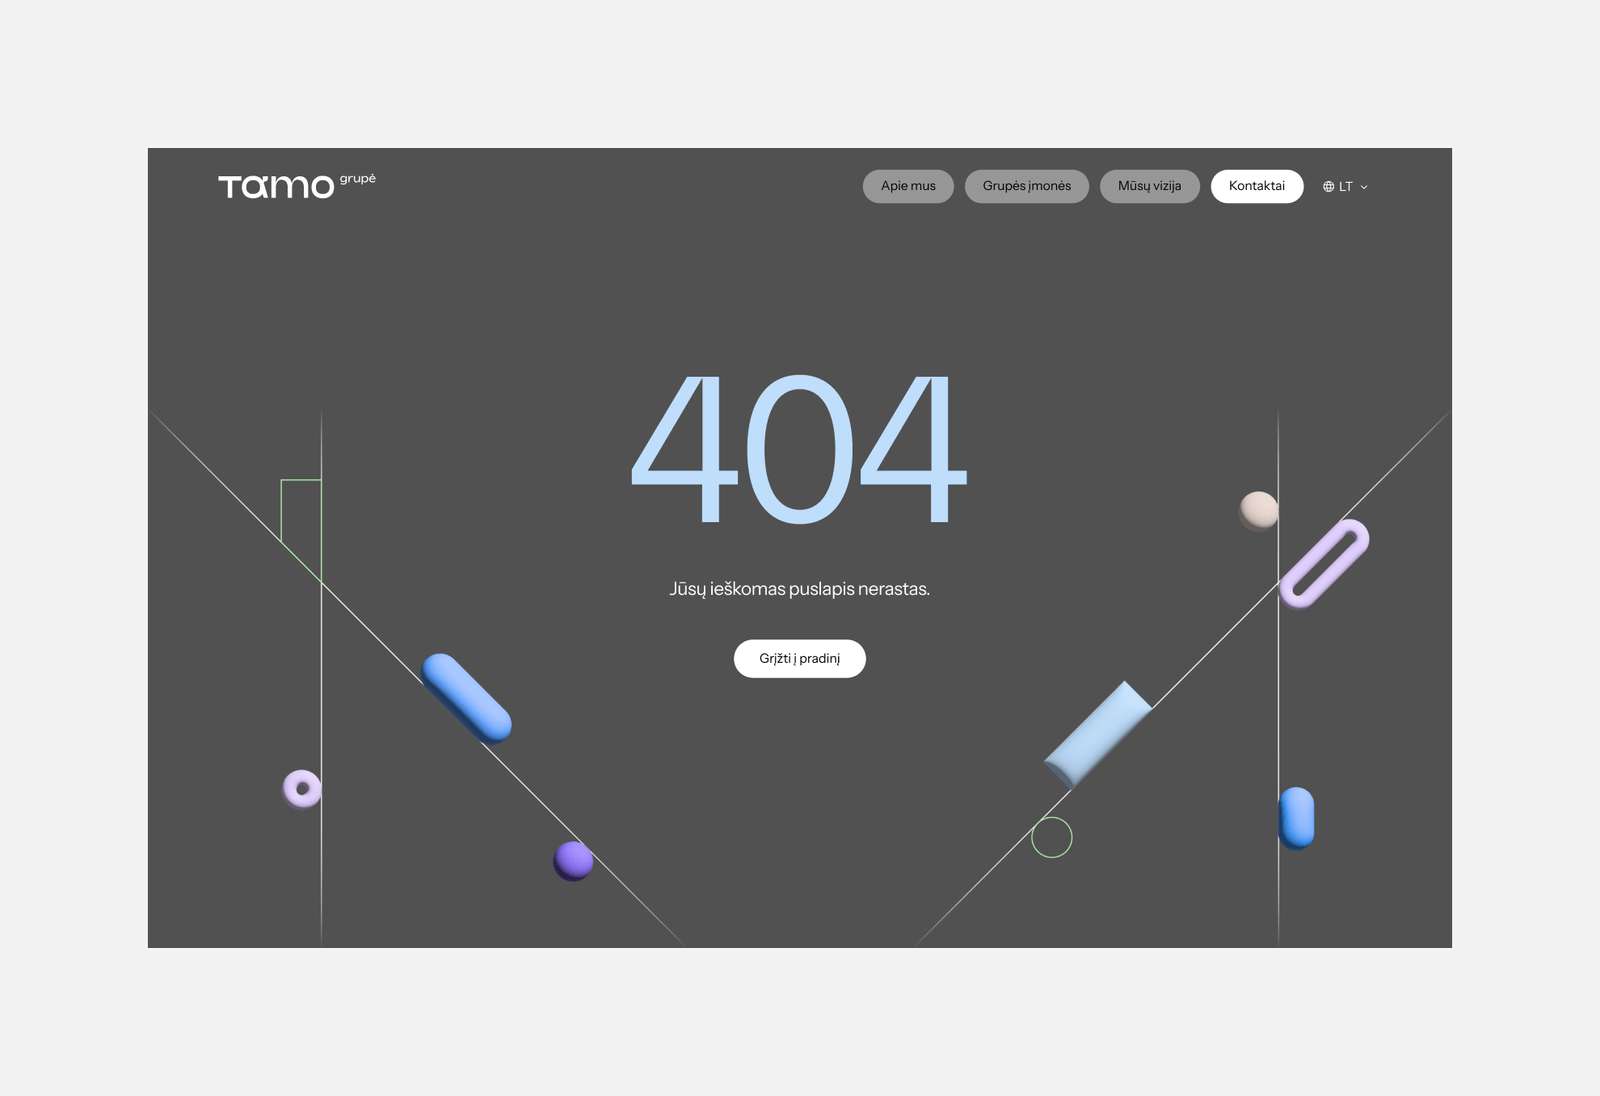 Tamo grupė
Apie mus
Grupės įmonės
Mūsų vizija
Kontaktai
LT
404
Jūsų ieškomas puslapis nerastas.
Grįžti į pradinį